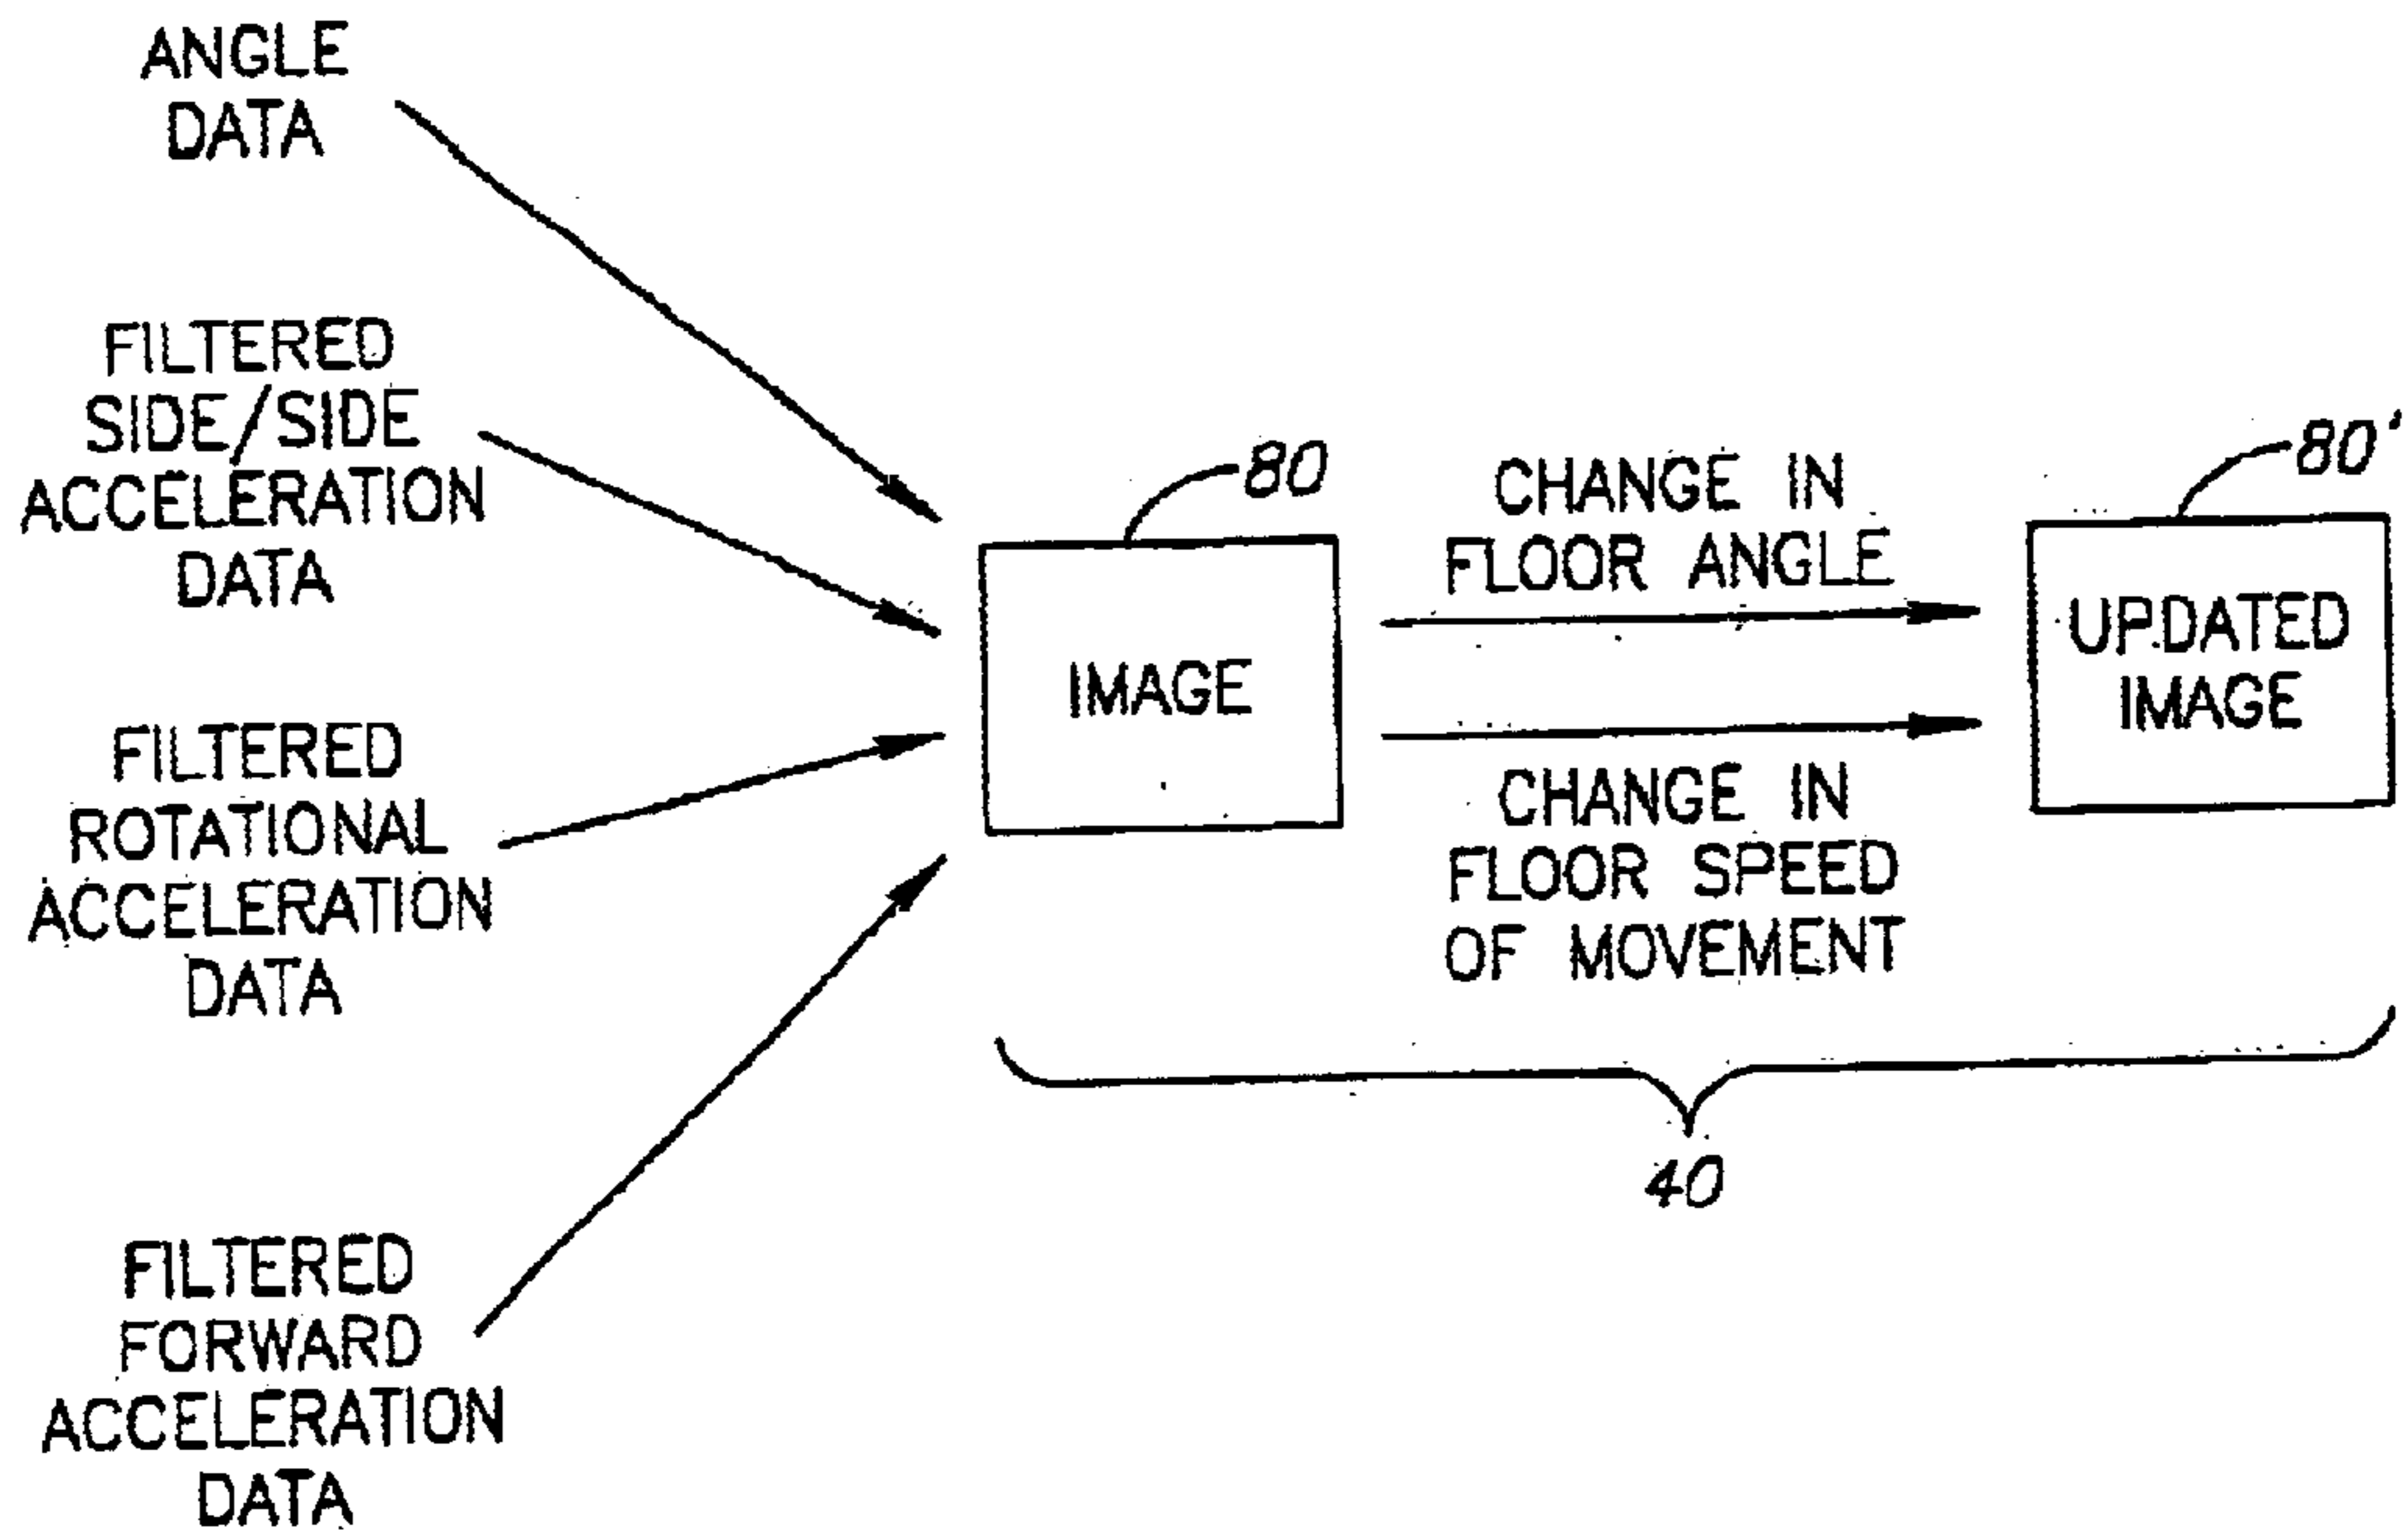 ANGLE
DATA
FILTERED
SIDE/SIDE
ACCELERATION
DATA
FILTERED
ROTATIONAL
ACCELERATION
DATA
FILTERED
FORWARD
ACCELERATION
DATA
80
IMAGE
CHANGE IN
FLOOR ANGLE
CHANGE IN
FLOOR SPEED
OF MOVEMENT
80'
UPDATED
IMAGE
40